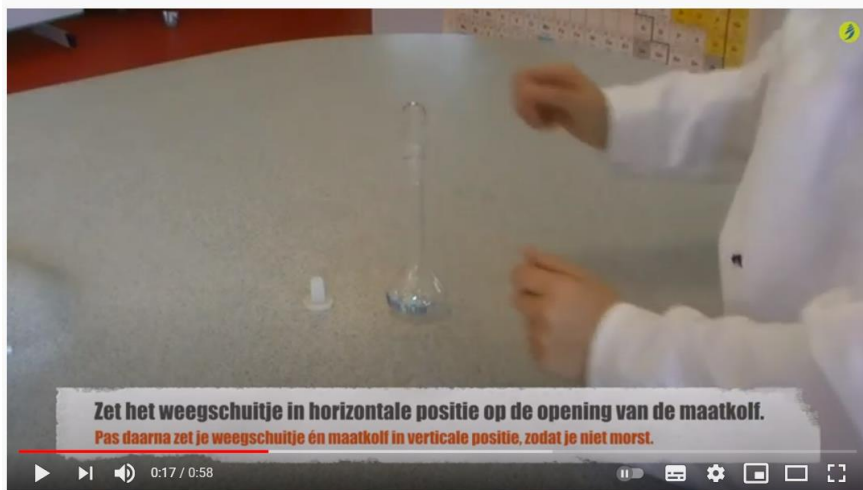 Zet het weegschuitje in horizontale positie op de opening van de maatkolf.
Pas daarna zet je weegschuitje én maatkolf in verticale positie, zodat je niet morst.
0:17 / 0:58